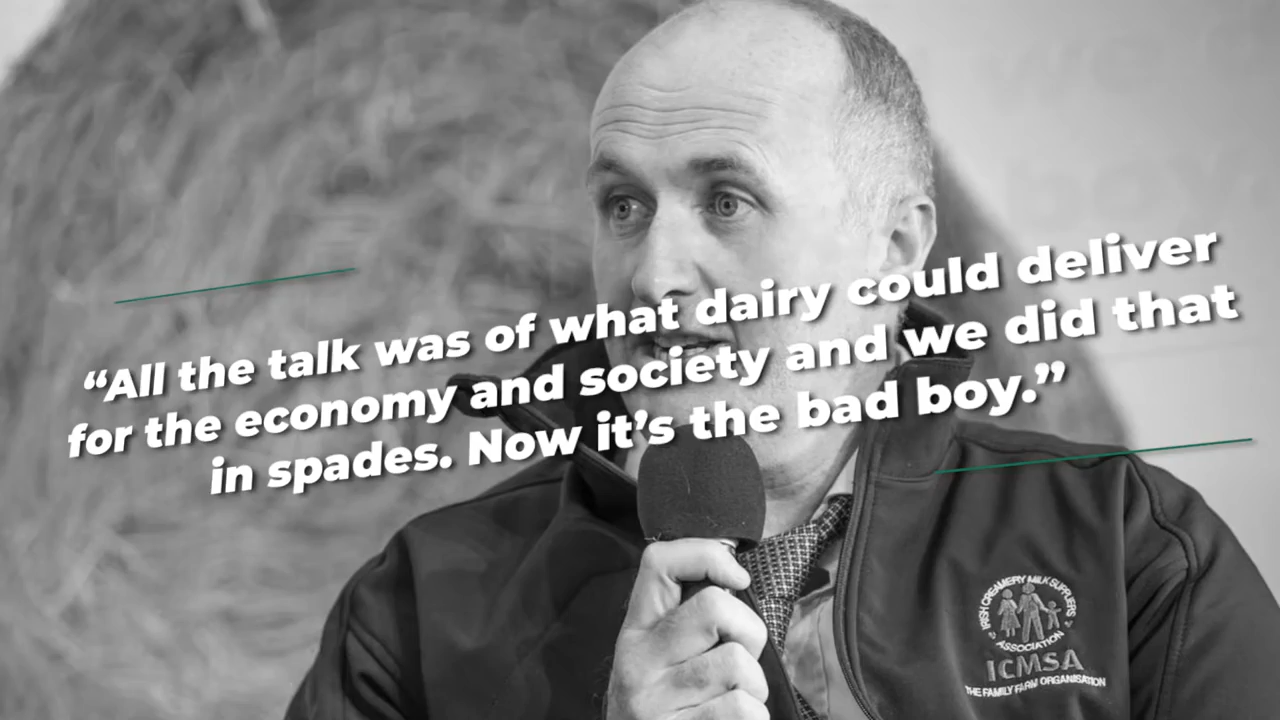 “All the talk was of what dairy could deliver
for the economy and society and we did that
in spades. Now it’s the bad boy.”
IRISH CREAMERY MILK SUPPLIERS
ASSOCIATION
ICMSA
THE FAMILY FARM ORGANISATION